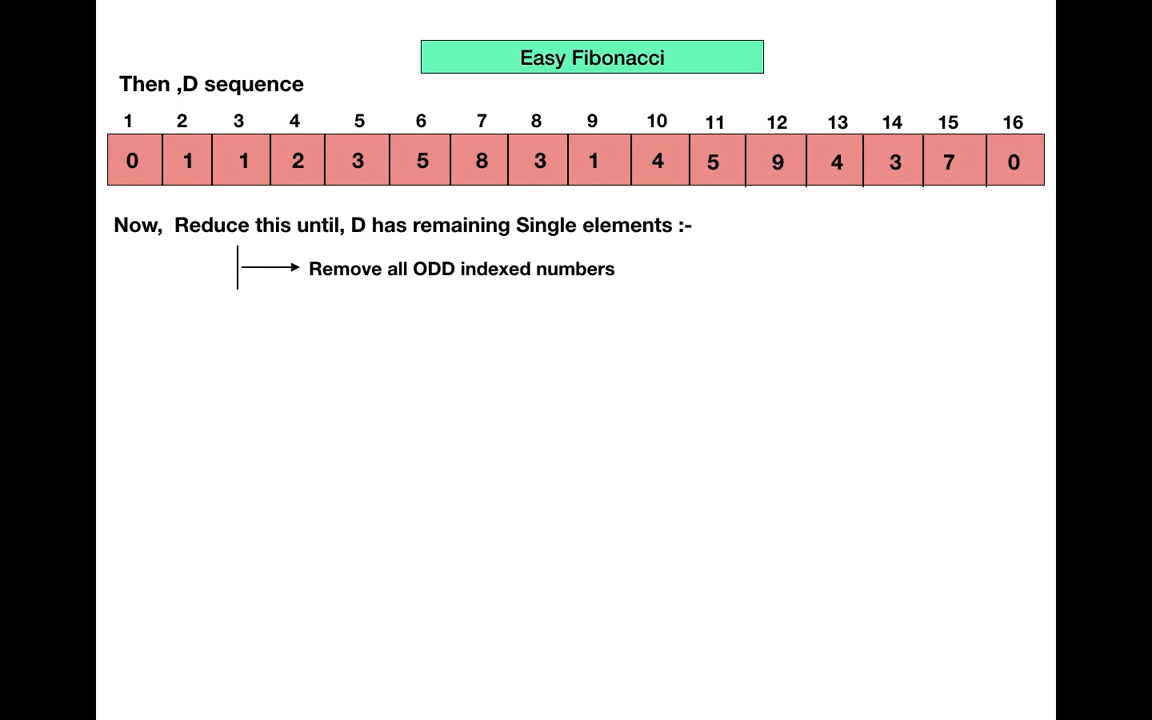 Easy Fibonacci
Then ,D sequence
1 2 3 4 5 6 7 8 9 10 11 12 13 14 15 16
0 1 1 2 3 5 8 3 1 4 5 9 4 3 7 0
Now, Reduce this until, D has remaining Single elements :-
Remove all ODD indexed numbers